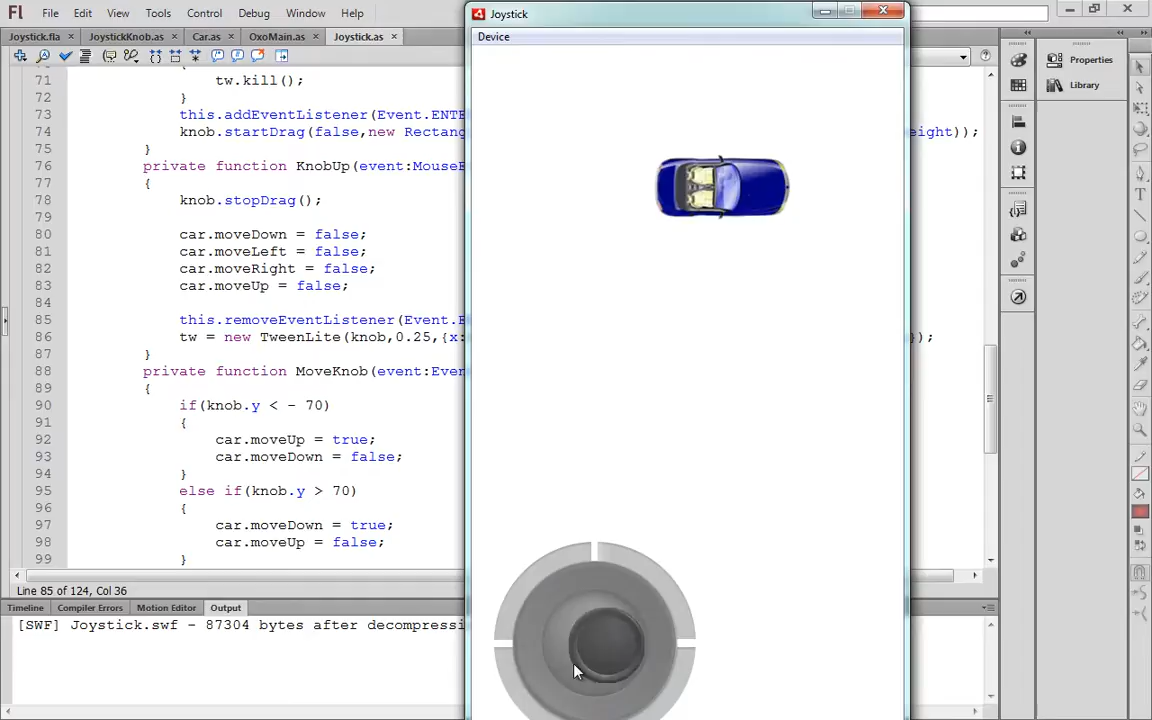 Fl File Edit View Tools Control Debug Window Help
Joystick
Device
Joystick.fla × JoystickKnob.as × Car.as × OxoMain.as × Joystick.as ×
71 tw.kill();
72 }
73 this.addEventListener(Event.ENTE
74 knob.startDrag(false,new Rectang eight));
75 }
76 private function KnobUp(event:MouseE
77 {
78 knob.stopDrag();
79
80 car.moveDown = false;
81 car.moveLeft = false;
82 car.moveRight = false;
83 car.moveUp = false;
84
85 this.removeEventListener(Event.E
86 tw = new TweenLite(knob,0.25,{x: });
87 }
88 private function MoveKnob(event:Even
89 {
90 if(knob.y < - 70)
91 {
92 car.moveUp = true;
93 car.moveDown = false;
94 }
95 else if(knob.y > 70)
96 {
97 car.moveDown = true;
98 car.moveUp = false;
99 }
Properties
Library
Line 85 of 124, Col 36
Timeline Compiler Errors Motion Editor Output
[SWF] Joystick.swf - 87304 bytes after decompressi